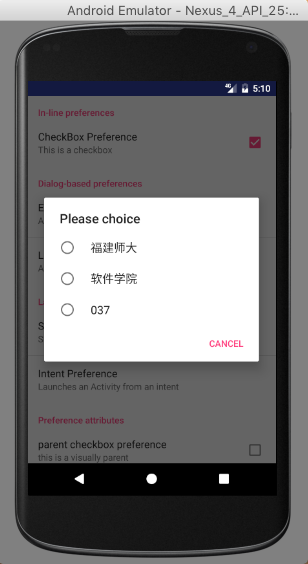 Android Emulator - Nexus_4_API_25:...
5:10
In-line preferences
CheckBox Preference
This is a checkbox
Dialog-based preferences
Please choice
福建师大
软件学院
037
CANCEL
Intent Preference
Launches an Activity from an intent
Preference attributes
parent checkbox preference
this is a visually parent